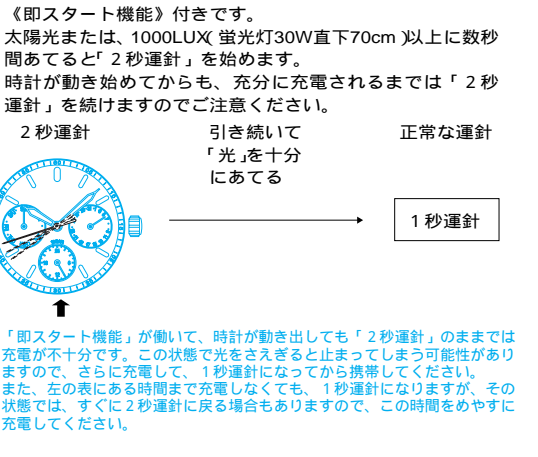 《即スタート機能》付きです。
太陽光または、1000LUX( 蛍光灯30W直下70cm )以上に数秒
間あてると「２秒運針」を始めます。
時計が動き始めてからも、充分に充電されるまでは「２秒
運針」を続けますのでご注意ください。
２秒運針
引き続いて
「光」を十分
にあてる
正常な運針
１秒運針
「即スタート機能」が働いて、時計が動き出しても「２秒運針」のままでは
充電が不十分です。この状態で光をさえぎると止まってしまう可能性があり
ますので、さらに充電して、１秒運針になってから携帯してください。
また、左の表にある時間まで充電しなくても、１秒運針になりますが、その
状態では、すぐに２秒運針に戻る場合もありますので、この時間をめやすに
充電してください。